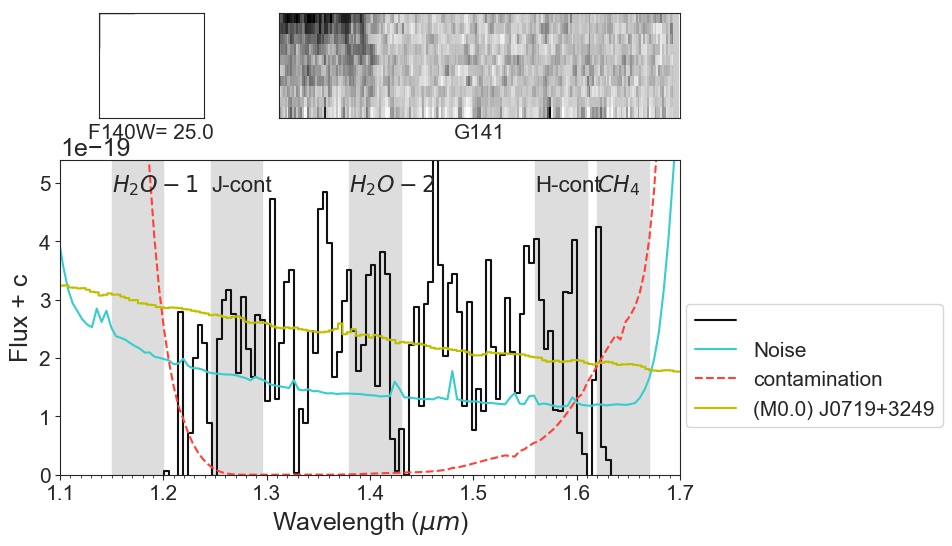 F140W= 25.0
G141
1e−19
H₂O − 1
J-cont
H₂O − 2
H-cont
CH₄
5
4
3
2
1
0
Flux + c
1.1
1.2
1.3
1.4
1.5
1.6
1.7
Wavelength (μm)
Noise
contamination
(M0.0) J0719+3249